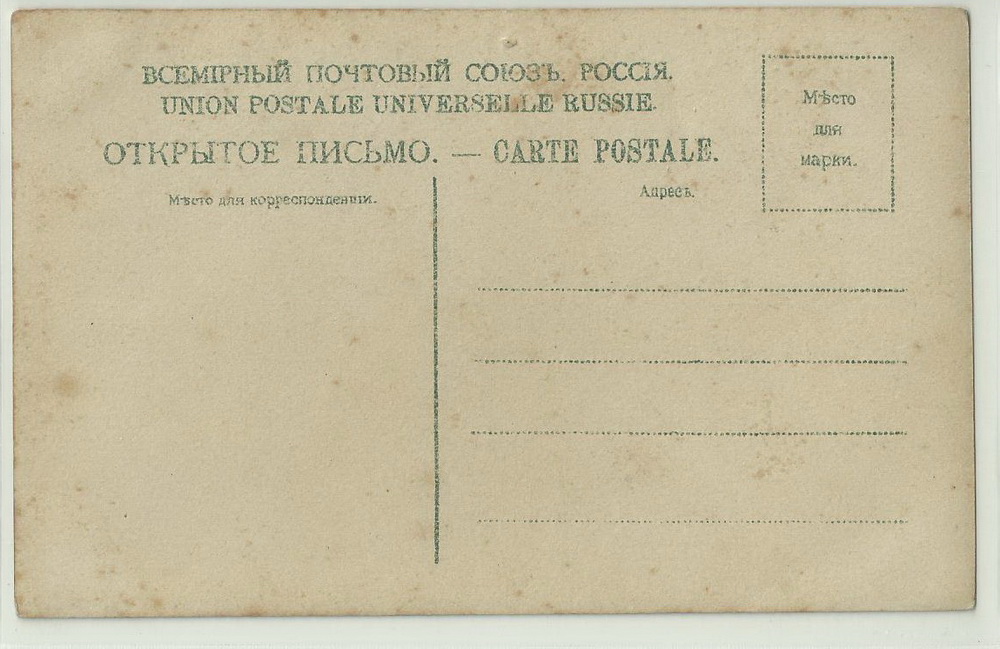 ВСЕМІРНЫЙ ПОЧТОВЫЙ СОЮЗЪ. РОССІЯ.
UNION POSTALE UNIVERSELLE RUSSIE.
ОТКРЫТОЕ ПИСЬМО. — CARTE POSTALE.
Мѣсто для корреспонденціи.
Адресъ.
Мѣсто
для
марки.